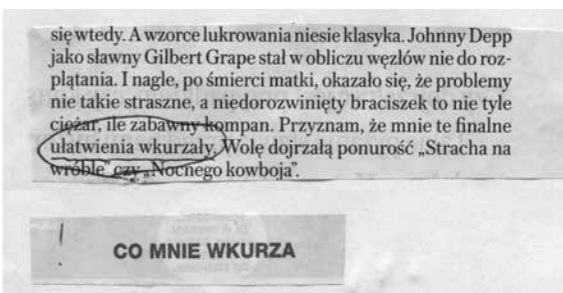 się wtedy. A wzorce lukrowania niesie klasyka. Johnny Depp
jako sławny Gilbert Grape stał w obliczu węzłów nie do roz-
plątania. I nagle, po śmierci matki, okazało się, że problemy
nie takie straszne, a niedorozwinięty braciszek to nie tyle
ciężar, ile zabawny kompan. Przyznam, że mnie te finalne
ułatwienia wkurzały. Wolę dojrzałą ponurość „Stracha na
wróble” czy „Nocnego kowboja”.
! CO MNIE WKURZA